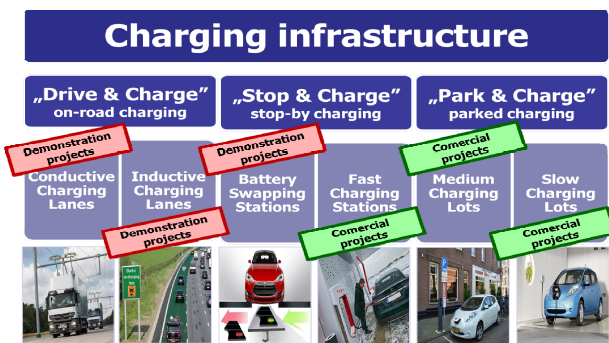 Charging infrastructure
„Drive & Charge”
on-road charging
„Stop & Charge”
stop-by charging
„Park & Charge”
parked charging
Demonstration
projects
Conductive
Charging
Lanes
Inductive
Charging
Lanes
Demonstration
projects
Demonstration
projects
Battery
Swapping
Stations
Fast
Charging
Stations
Comercial
projects
Comercial
projects
Medium
Charging
Lots
Slow
Charging
Lots
Comercial
projects